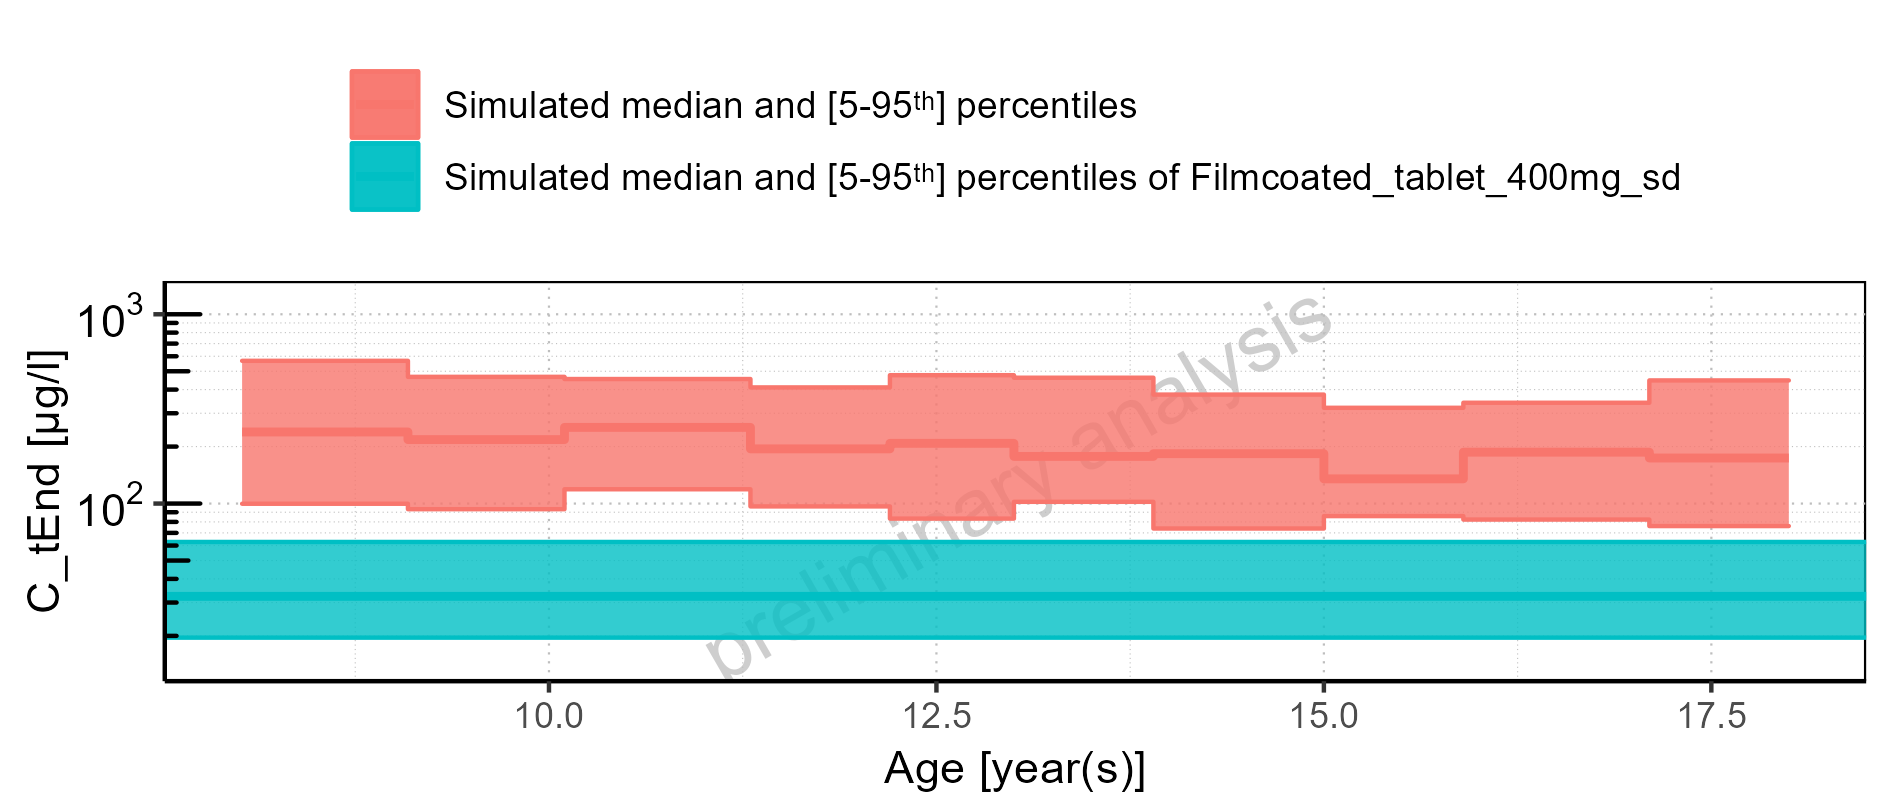 Simulated median and [5-95th] percentiles
Simulated median and [5-95th] percentiles of Filmcoated_tablet_400mg_sd
10³
10²
C_tEnd [µg/l]
preliminary analysis
10.0 12.5 15.0 17.5
Age [year(s)]